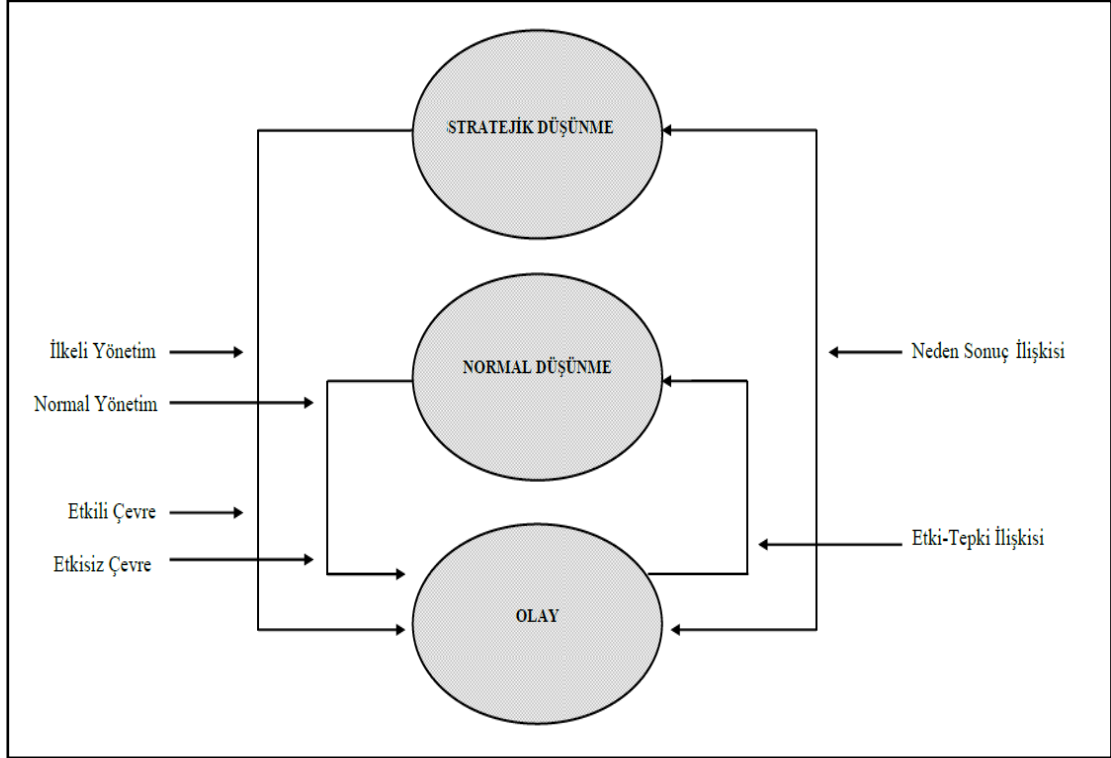 STRATEJİK DÜŞÜNME
İlkeli Yönetim
Normal Yönetim
NORMAL DÜŞÜNME
Neden Sonuç İlişkisi
Etkili Çevre
Etkisiz Çevre
Etki-Tepki İlişkisi
OLAY